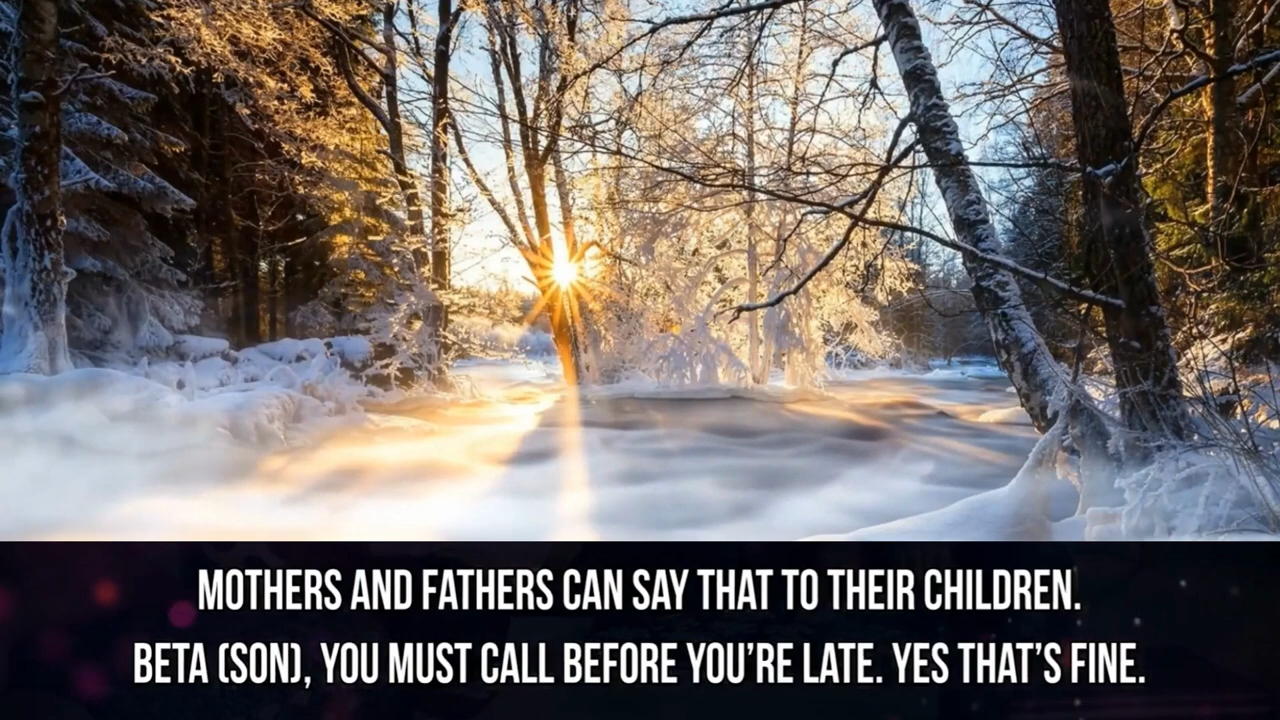 MOTHERS AND FATHERS CAN SAY THAT TO THEIR CHILDREN.
BETA (SON), YOU MUST CALL BEFORE YOU'RE LATE. YES THAT'S FINE.